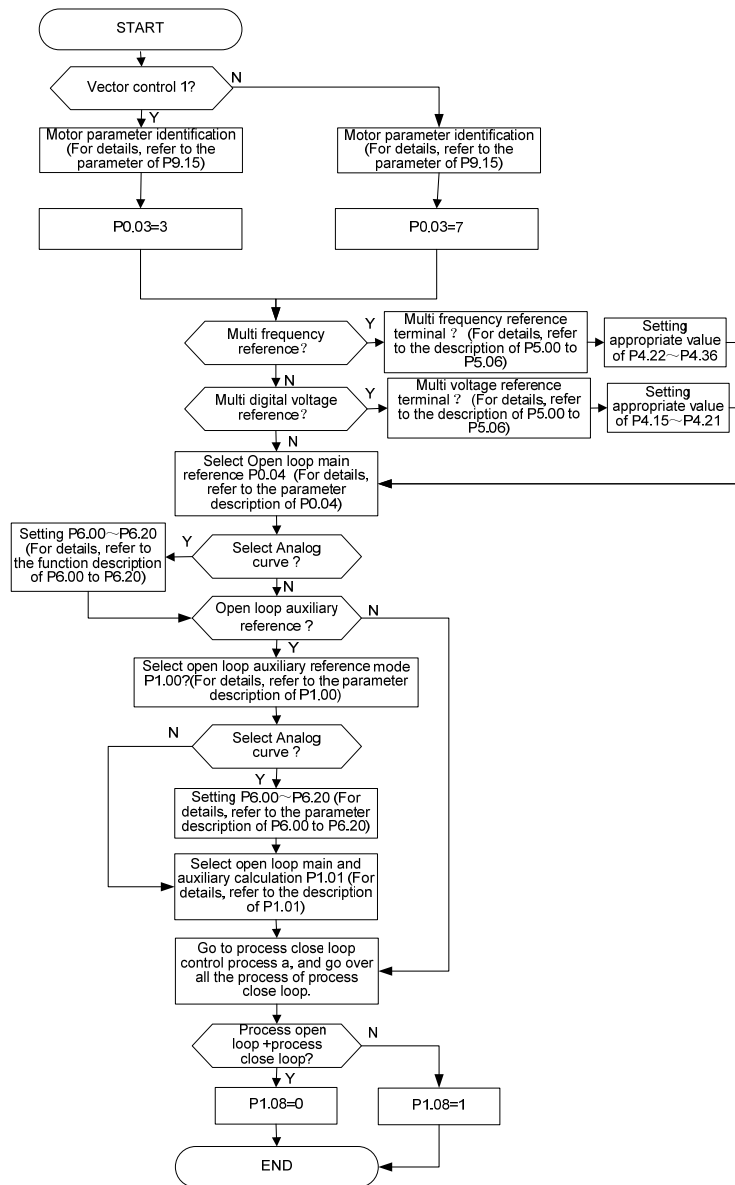 START
Vector control 1?
N
Y
Motor parameter identification
(For details, refer to the
parameter of P9.15)
Motor parameter identification
(For details, refer to the
parameter of P9.15)
P0.03=3
P0.03=7
Multi frequency
reference?
Y
Multi frequency reference
terminal？ (For details, refer
to the description of P5.00 to
P5.06)
Setting
appropriate value
of P4.22～P4.36
N
Multi digital voltage
reference?
Y
Multi voltage reference
terminal？ (For details, refer
to the description of P5.00 to
P5.06)
Setting
appropriate value
of P4.15～P4.21
N
Select Open loop main
reference P0.04 (For details,
refer to the parameter
description of P0.04)
Setting P6.00～P6.20
(For details, refer to
the function description
of P6.00 to P6.20)
Y
Select Analog
curve？
N
Open loop auxiliary
reference？
N
Y
Select open loop auxiliary reference mode
P1.00?(For details, refer to the parameter
description of P1.00)
N
Select Analog
curve？
Y
Setting P6.00～P6.20 (For
details, refer to the parameter
description of P6.00 to P6.20)
Select open loop main and
auxiliary calculation P1.01 (For
details, refer to the description
of P1.01)
Go to process close loop
control process a, and go over
all the process of process
close loop.
Process open
loop +process
close loop?
N
Y
P1.08=0
P1.08=1
END